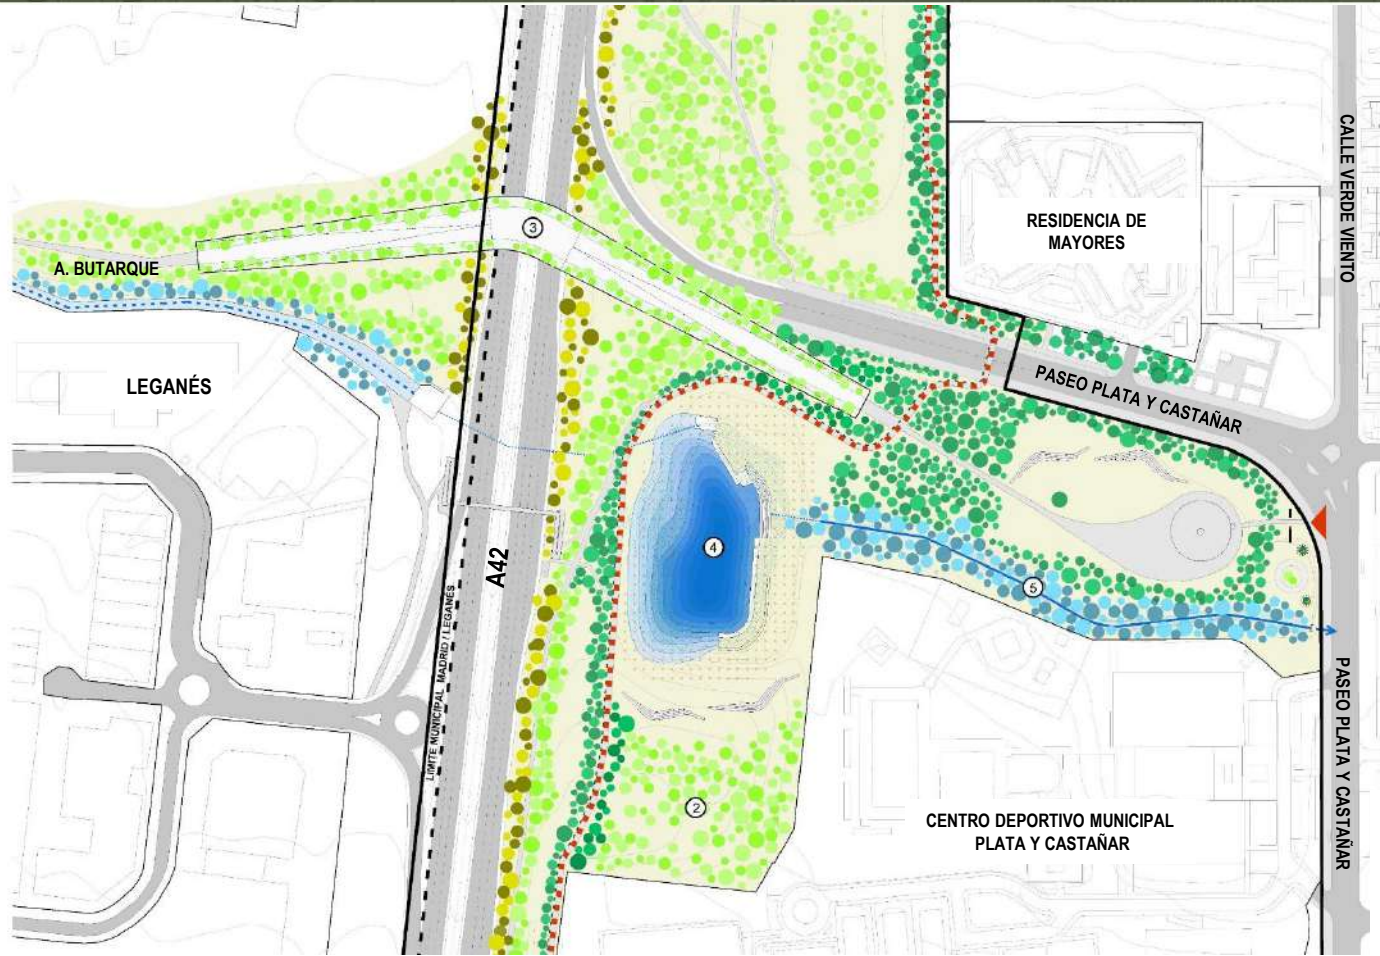 CALLE VERDE VIENTO
RESIDENCIA DE
MAYORES
3
A. BUTARQUE
LEGANÉS
PASEO PLATA Y CASTAÑAR
4
A42
5
LIMITE MUNICIPAL MADRID / LEGANÉS
PASEO PLATA Y CASTAÑAR
2
CENTRO DEPORTIVO MUNICIPAL
PLATA Y CASTAÑAR